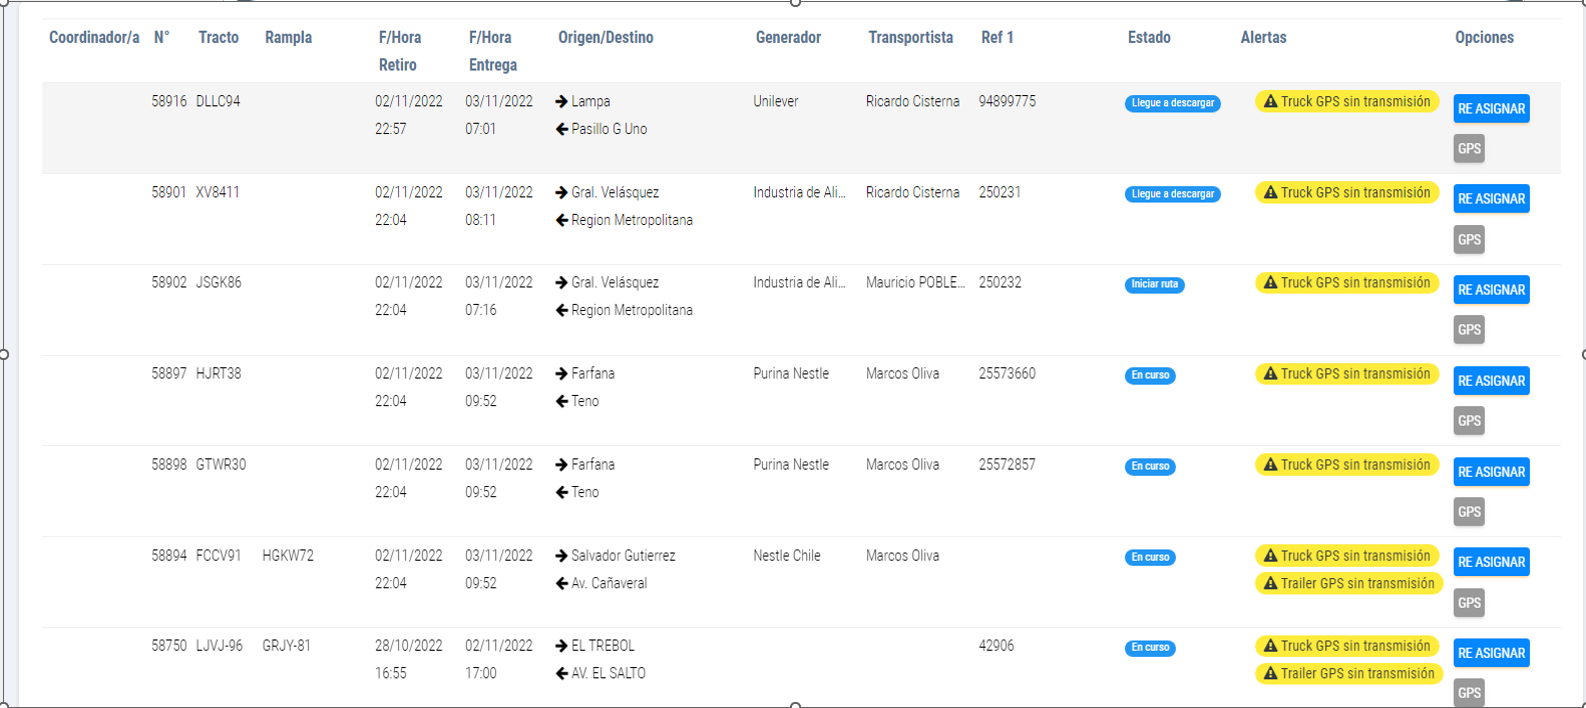 Coordinador/a N° Tracto Rampla F/Hora Retiro F/Hora Entrega Origen/Destino Generador Transportista Ref 1 Estado Alertas Opciones
58916 DLLC94 02/11/2022 03/11/2022 Lampa Unilever Ricardo Cisterna 94899775 Llegue a descargar Truck GPS sin transmisión RE ASIGNAR
22:57 07:01 Pasillo G Uno
GPS
58901 XV8411 02/11/2022 03/11/2022 Gral. Velásquez Industria de Ali... Ricardo Cisterna 250231 Llegue a descargar Truck GPS sin transmisión RE ASIGNAR
22:04 08:11 Region Metropolitana
GPS
58902 JSGK86 02/11/2022 03/11/2022 Gral. Velásquez Industria de Ali... Mauricio POBLE... 250232 Iniciar ruta Truck GPS sin transmisión RE ASIGNAR
22:04 07:16 Region Metropolitana
GPS
58897 HJRT38 02/11/2022 03/11/2022 Farfana Purina Nestle Marcos Oliva 25573660 En curso Truck GPS sin transmisión RE ASIGNAR
22:04 09:52 Teno
GPS
58898 GTWR30 02/11/2022 03/11/2022 Farfana Purina Nestle Marcos Oliva 25572857 En curso Truck GPS sin transmisión RE ASIGNAR
22:04 09:52 Teno
GPS
58894 FCCV91 HGKW72 02/11/2022 03/11/2022 Salvador Gutierrez Nestle Chile Marcos Oliva En curso Truck GPS sin transmisión RE ASIGNAR
22:04 09:52 Av. Cañaveral Trailer GPS sin transmisión
GPS
58750 LJVJ-96 GRJY-81 28/10/2022 02/11/2022 EL TREBOL 42906 En curso Truck GPS sin transmisión RE ASIGNAR
16:55 17:00 AV. EL SALTO Trailer GPS sin transmisión
GPS